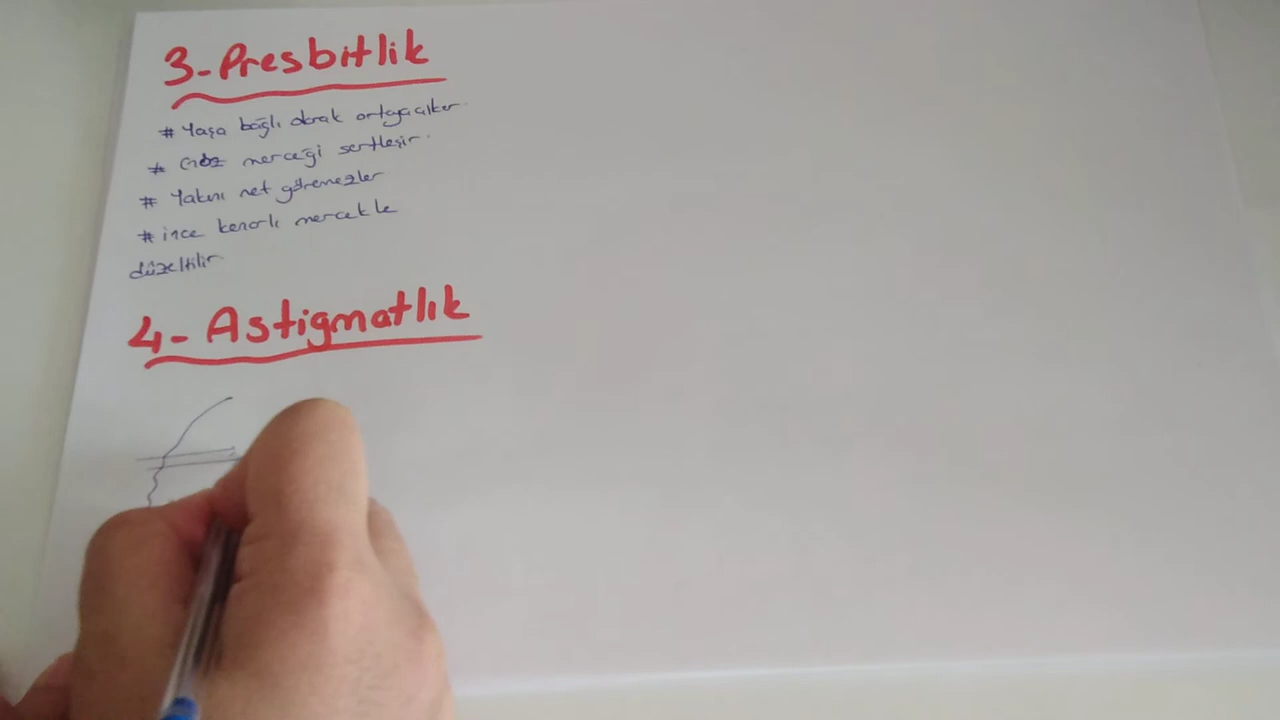 3-Presbitlik
# Yaşa bağlı olarak ortaya çıkar.
# Göz merceği sertleşir.
# Yakını net göremezler
# ince kenarlı mercekle
düzeltilir
4- Astigmatlık